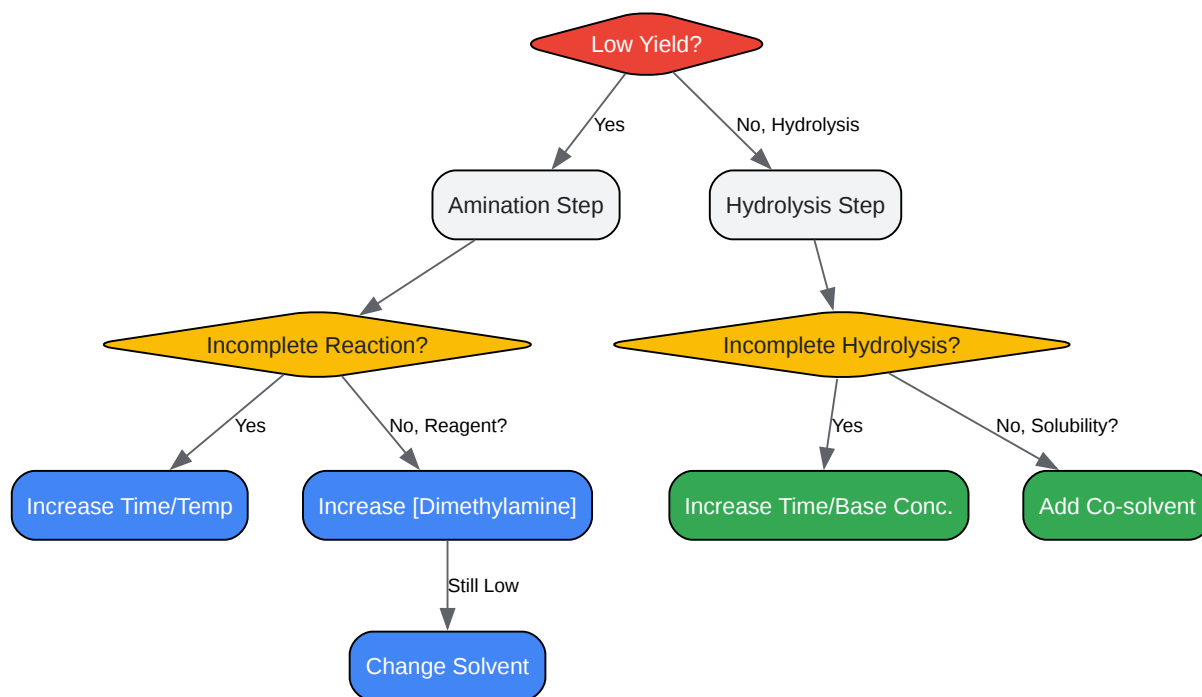 Low Yield?
Yes
No, Hydrolysis
Amination Step
Hydrolysis Step
Incomplete Reaction?
Incomplete Hydrolysis?
Yes
No, Reagent?
Yes
No, Solubility?
Increase Time/Temp
Increase [Dimethylamine]
Increase Time/Base Conc.
Add Co-solvent
Still Low
Change Solvent